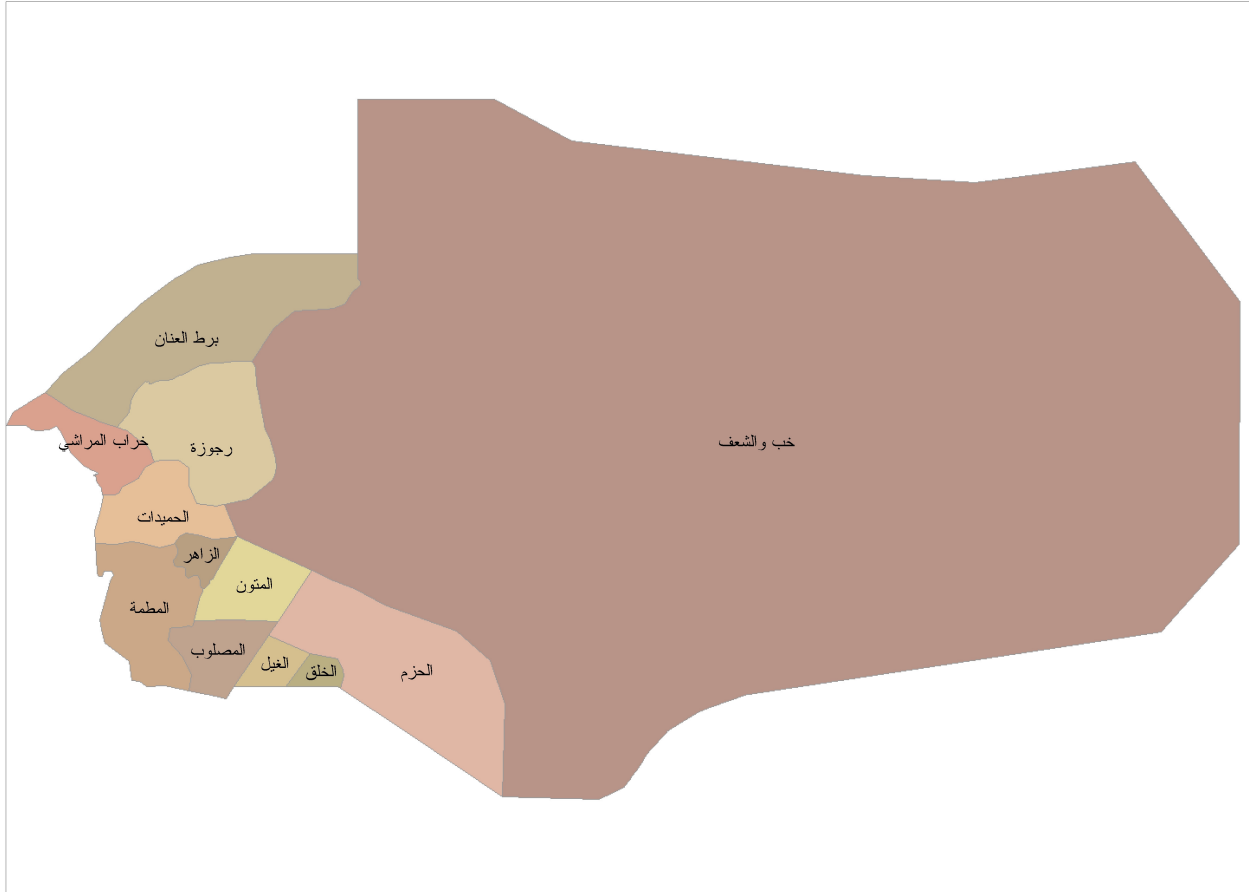 برط العنان
خراب المراشي
رجوزة
خب والشعف
الحميدات
الزاهر
المتون
المطمة
المصلوب
الغيل
الخلق
الحزم